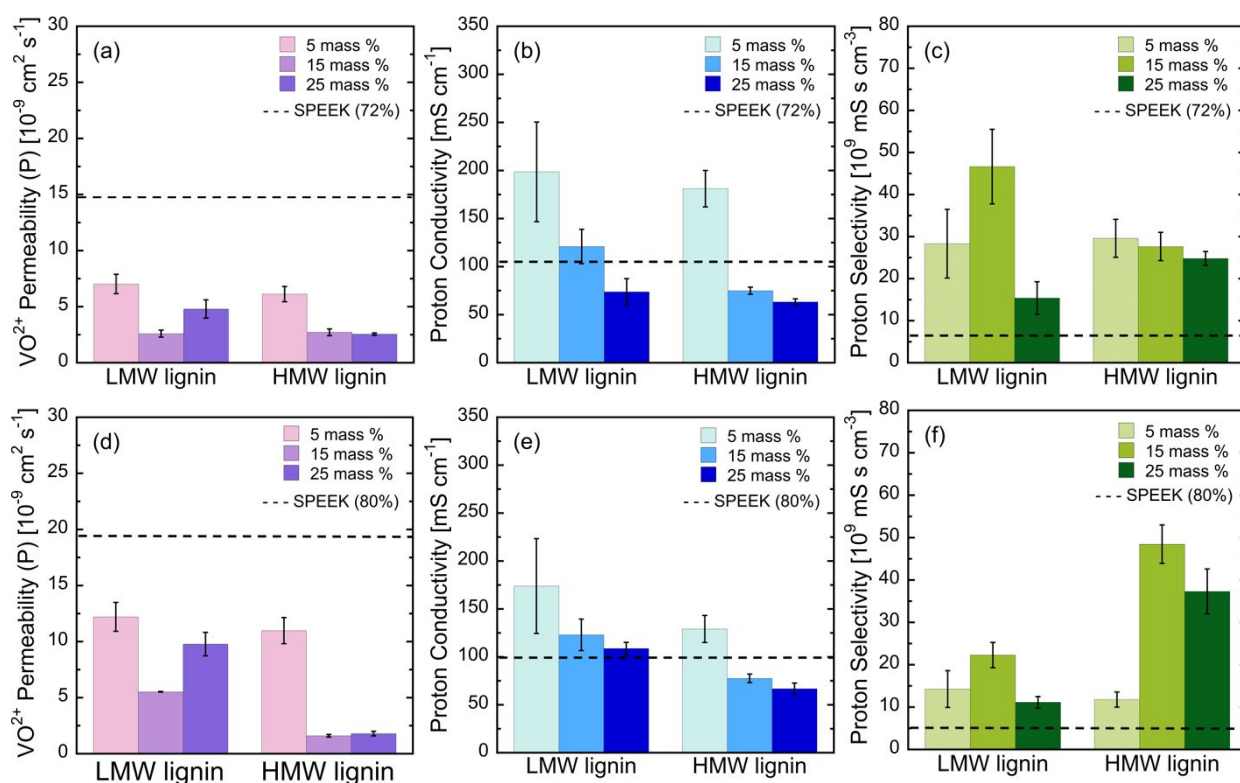 (a)
VO²⁺ Permeability (P) [10⁻⁹ cm² s⁻¹]
30
25
20
15
10
5
0
5 mass %
15 mass %
25 mass %
SPEEK (72%)
LMW lignin HMW lignin
(b)
Proton Conductivity [mS cm⁻¹]
350
300
250
200
150
100
50
0
5 mass %
15 mass %
25 mass %
SPEEK (72%)
LMW lignin HMW lignin
(c)
Proton Selectivity [10⁹ mS s cm⁻³]
80
70
60
50
40
30
20
10
0
5 mass %
15 mass %
25 mass %
SPEEK (72%)
LMW lignin HMW lignin
(d)
VO²⁺ Permeability (P) [10⁻⁹ cm² s⁻¹]
30
25
20
15
10
5
0
5 mass %
15 mass %
25 mass %
SPEEK (80%)
LMW lignin HMW lignin
(e)
Proton Conductivity [mS cm⁻¹]
350
300
250
200
150
100
50
0
5 mass %
15 mass %
25 mass %
SPEEK (80%)
LMW lignin HMW lignin
(f)
Proton Selectivity [10⁹ mS s cm⁻³]
80
70
60
50
40
30
20
10
0
5 mass %
15 mass %
25 mass %
SPEEK (80%)
LMW lignin HMW lignin